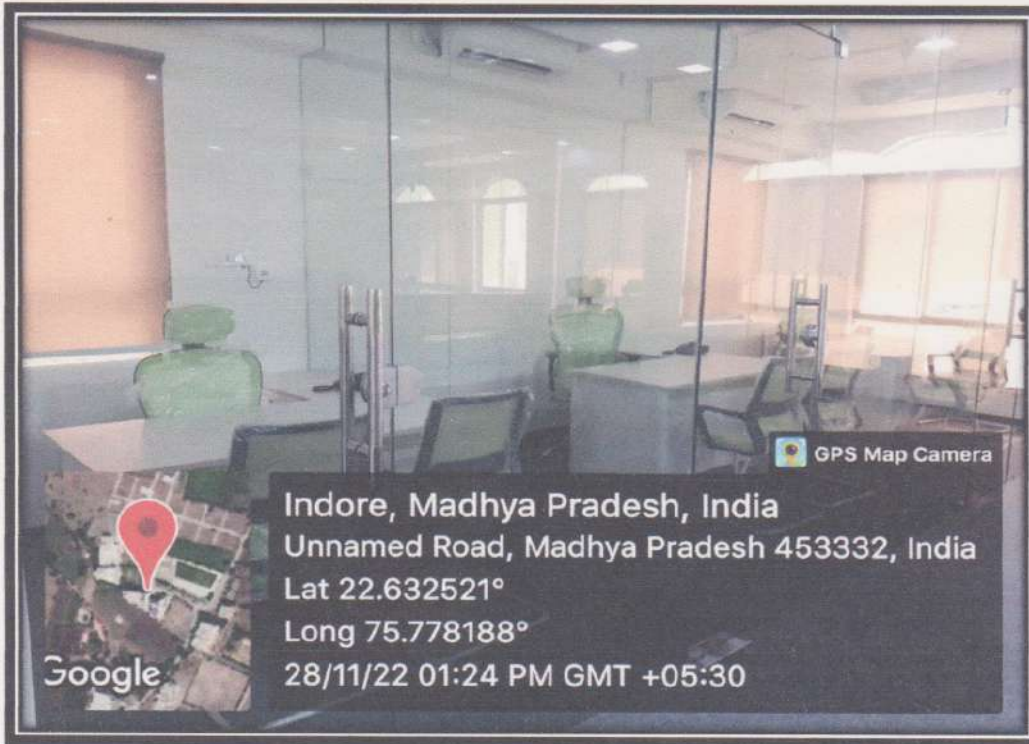 GPS Map Camera
Indore, Madhya Pradesh, India
Unnamed Road, Madhya Pradesh 453332, India
Lat 22.632521°
Long 75.778188°
28/11/22 01:24 PM GMT +05:30
Google